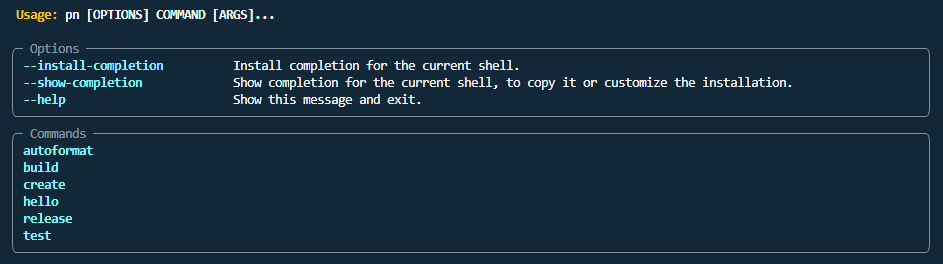 Usage: pn [OPTIONS] COMMAND [ARGS]...
Options
--install-completion Install completion for the current shell.
--show-completion Show completion for the current shell, to copy it or customize the installation.
--help Show this message and exit.
Commands
autoformat
build
create
hello
release
test